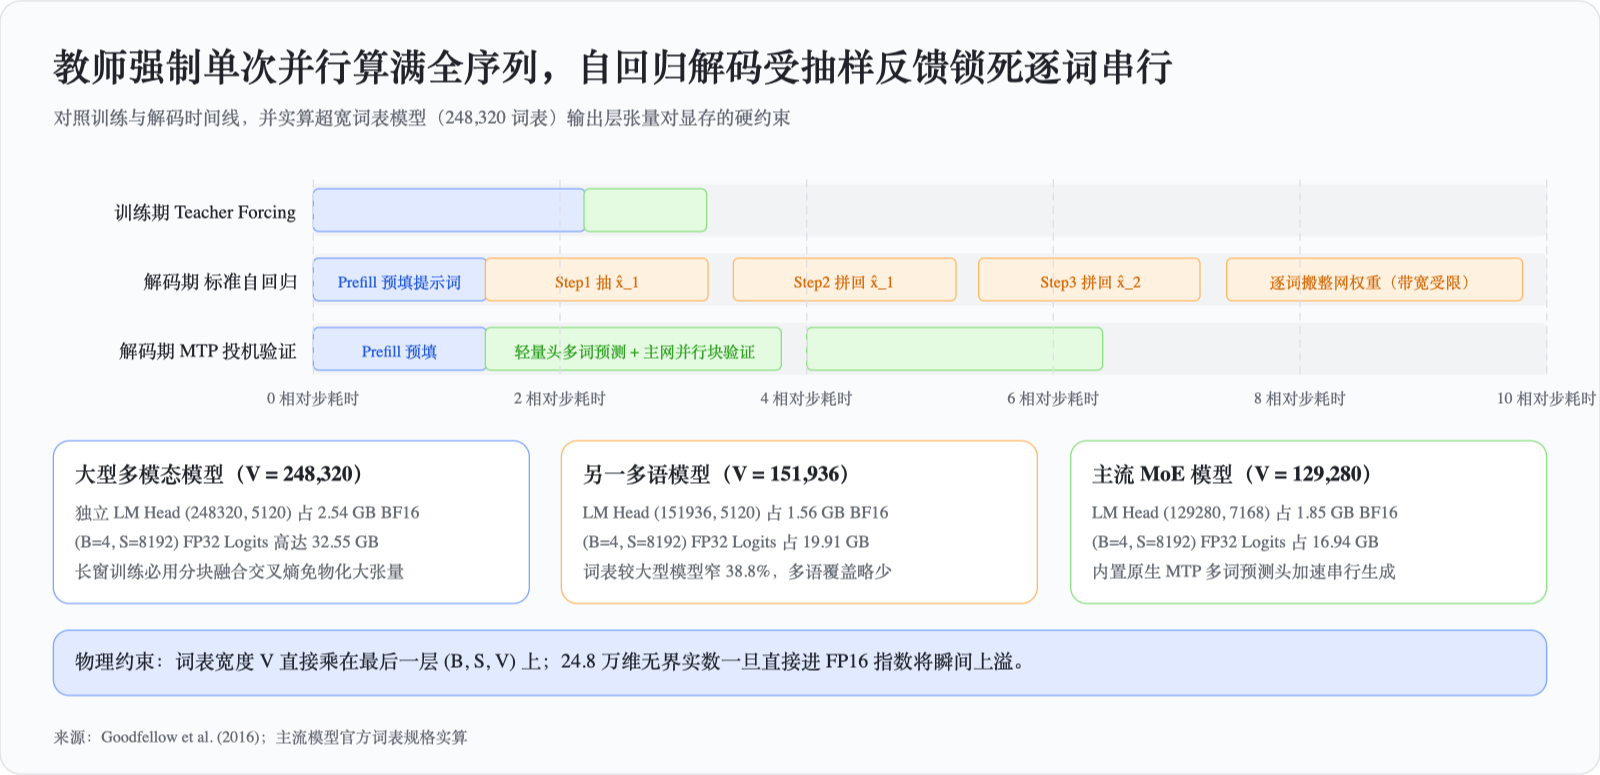 教师强制单次并行算满全序列，自回归解码受抽样反馈锁死逐词串行
对照训练与解码时间线，并实算超宽词表模型（248,320 词表）输出层张量对显存的硬约束
训练期 Teacher Forcing
解码期 标准自回归
Prefill 预填提示词
Step1 抽 x̂_1
Step2 拼回 x̂_1
Step3 拼回 x̂_2
逐词搬整网权重（带宽受限）
解码期 MTP 投机验证
Prefill 预填
轻量头多词预测 + 主网并行块验证
0 相对步耗时
2 相对步耗时
4 相对步耗时
6 相对步耗时
8 相对步耗时
10 相对步耗时
大型多模态模型（V = 248,320）
独立 LM Head (248320, 5120) 占 2.54 GB BF16
(B=4, S=8192) FP32 Logits 高达 32.55 GB
长窗训练必用分块融合交叉熵免物化大张量
另一多语模型（V = 151,936）
LM Head (151936, 5120) 占 1.56 GB BF16
(B=4, S=8192) FP32 Logits 占 19.91 GB
词表较大型模型窄 38.8%，多语覆盖略少
主流 MoE 模型（V = 129,280）
LM Head (129280, 7168) 占 1.85 GB BF16
(B=4, S=8192) FP32 Logits 占 16.94 GB
内置原生 MTP 多词预测头加速串行生成
物理约束：词表宽度 V 直接乘在最后一层 (B, S, V) 上；24.8 万维无界实数一旦直接进 FP16 指数将瞬间上溢。
来源：Goodfellow et al. (2016)；主流模型官方词表规格实算